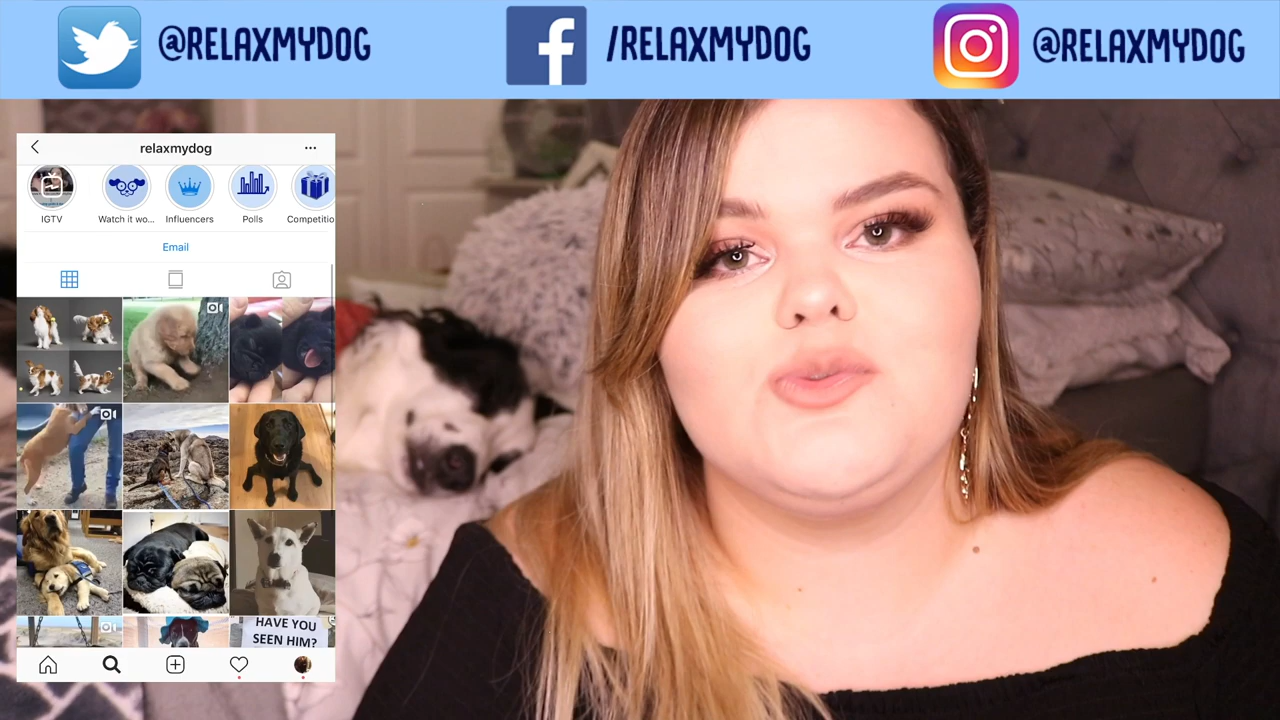 @RELAXMYDOG
/RELAXMYDOG
@RELAXMYDOG
relaxmydog
IGTV
Watch it wo...
Influencers
Polls
Competitio
Email
HAVE YOU
SEEN HIM?